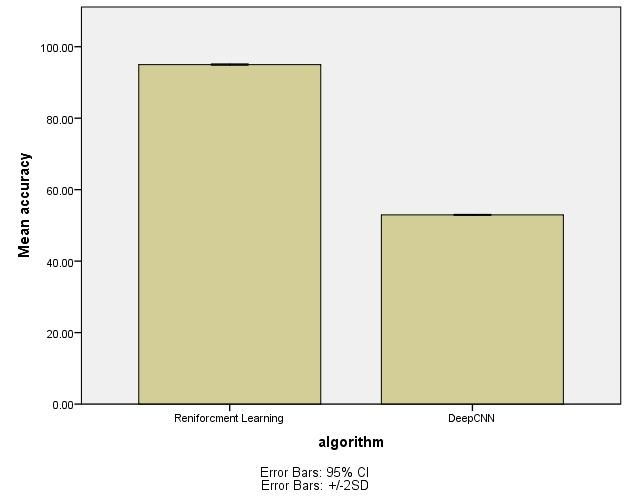 100.00
80.00
60.00
40.00
20.00
0.00
Mean accuracy
Reniforcment Learning
DeepCNN
algorithm
Error Bars: 95% CI
Error Bars: +/-2SD